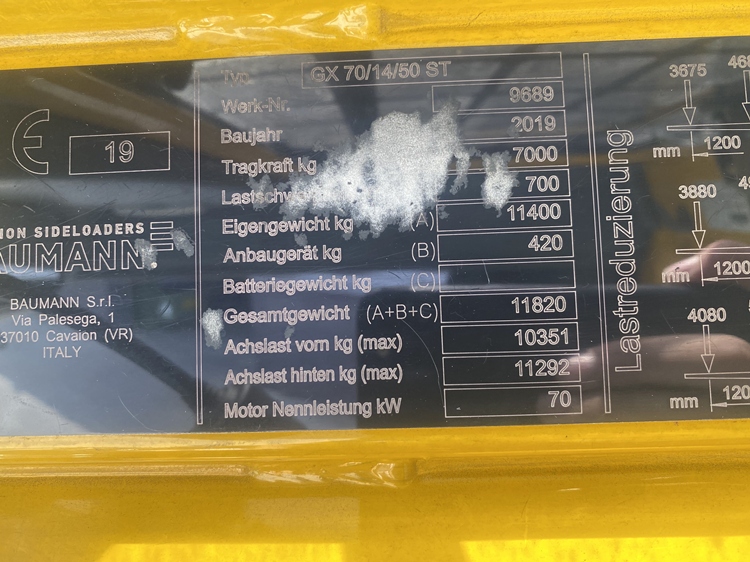 Typ. GX 70/14/50 ST
Werk-Nr. 9689
Baujahr 2019
Tragkraft kg 7000
700
Eigengewicht kg (A) 11400
Anbaugerät kg (B) 420
Batteriegewicht kg (C)
Gesamtgewicht (A+B+C) 11820
Achslast vorn kg (max) 10351
Achslast hinten kg (max) 11292
Motor Nennleistung kW 70
CE 19
SIDELOADERS
BAUMANN S.r.l.
Via Palesega, 1
37010 Cavaion (VR)
ITALY
Lastreduzierung
3675
mm 1200
3880
mm 1200
4080
mm